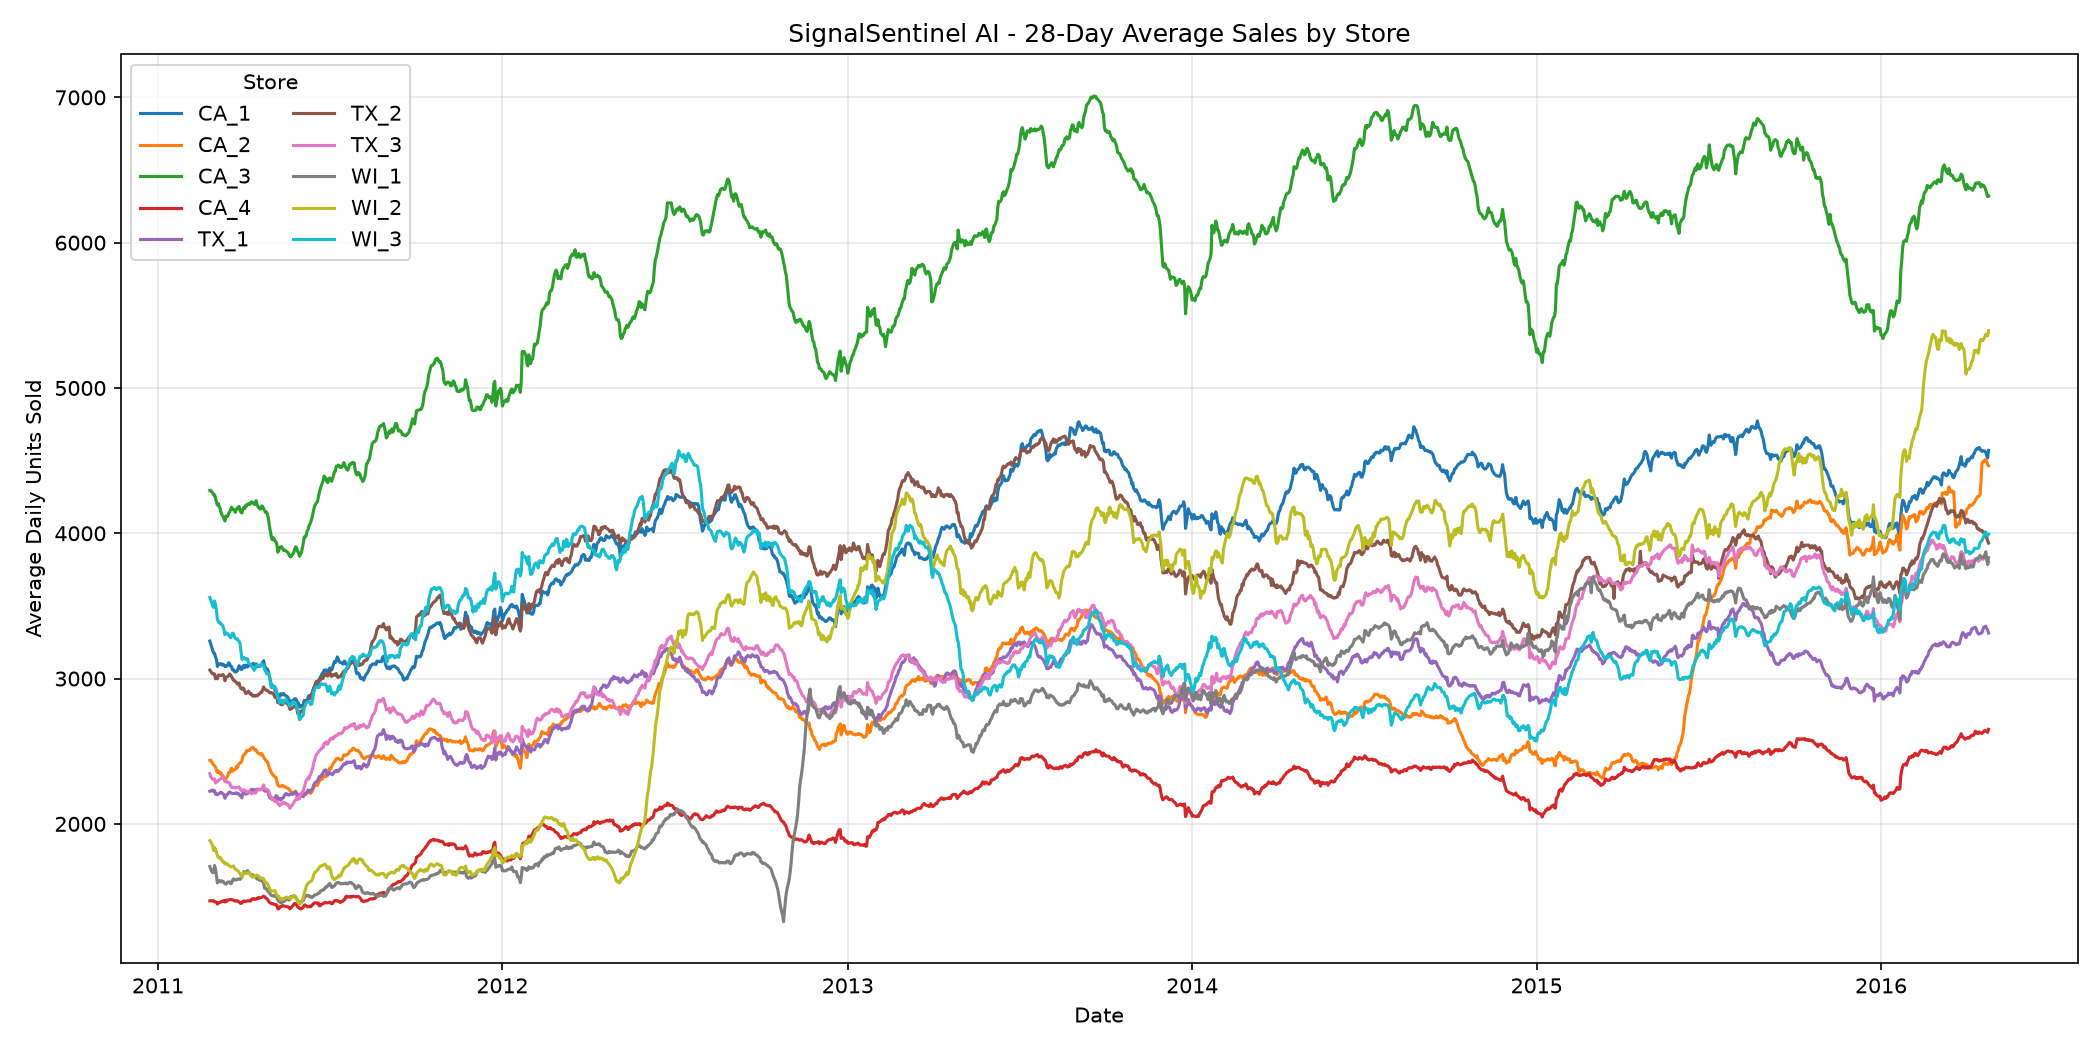 SignalSentinel AI - 28-Day Average Sales by Store
Store
CA_1
CA_2
CA_3
CA_4
TX_1
TX_2
TX_3
WI_1
WI_2
WI_3
Average Daily Units Sold
7000
6000
5000
4000
3000
2000
2011
2012
2013
2014
2015
2016
Date